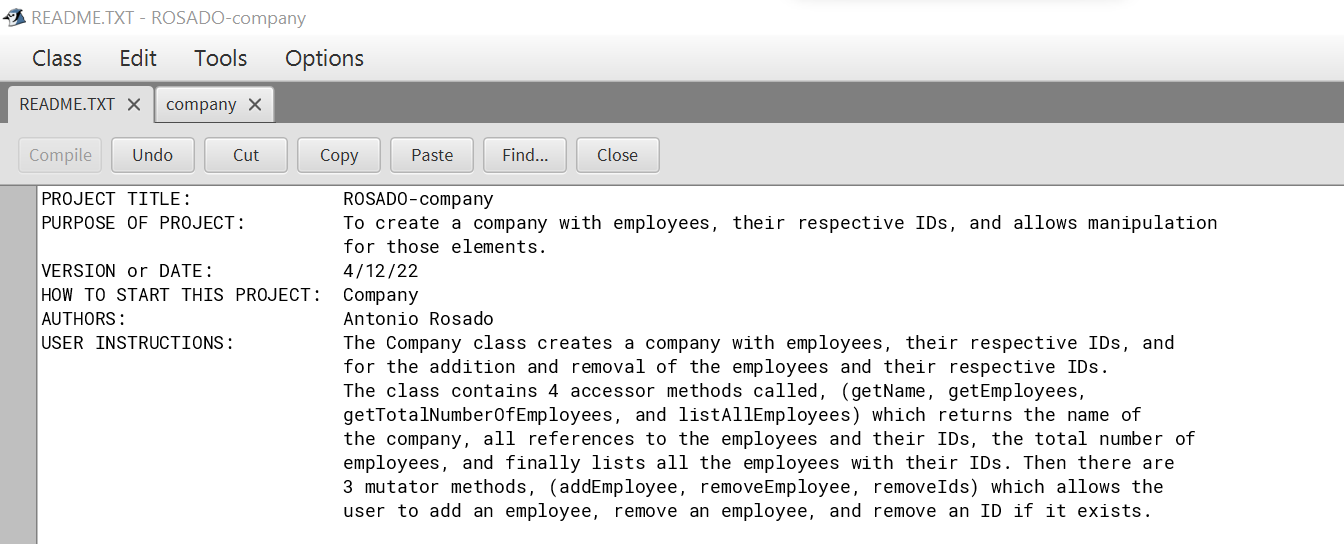 README.TXT - ROSADO-company
Class Edit Tools Options
README.TXT company
Compile Undo Cut Copy Paste Find... Close
PROJECT TITLE: ROSADO-company
PURPOSE OF PROJECT: To create a company with employees, their respective IDs, and allows manipulation
for those elements.
VERSION or DATE: 4/12/22
HOW TO START THIS PROJECT: Company
AUTHORS: Antonio Rosado
USER INSTRUCTIONS: The Company class creates a company with employees, their respective IDs, and
for the addition and removal of the employees and their respective IDs.
The class contains 4 accessor methods called, (getName, getEmployees,
getTotalNumberOfEmployees, and listAllEmployees) which returns the name of
the company, all references to the employees and their IDs, the total number of
employees, and finally lists all the employees with their IDs. Then there are
3 mutator methods, (addEmployee, removeEmployee, removeIds) which allows the
user to add an employee, remove an employee, and remove an ID if it exists.